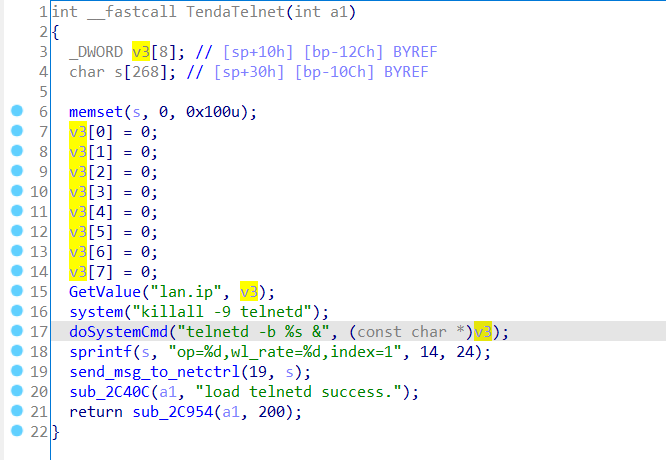 1 int __fastcall TendaTelnet(int a1)
2 {
3 _DWORD v3[8]; // [sp+10h] [bp-12Ch] BYREF
4 char s[268]; // [sp+30h] [bp-10Ch] BYREF
5
6 memset(s, 0, 0x100u);
7 v3[0] = 0;
8 v3[1] = 0;
9 v3[2] = 0;
10 v3[3] = 0;
11 v3[4] = 0;
12 v3[5] = 0;
13 v3[6] = 0;
14 v3[7] = 0;
15 GetValue("lan.ip", v3);
16 system("killall -9 telnetd");
17 doSystemCmd("telnetd -b %s &", (const char *)v3);
18 sprintf(s, "op=%d,wl_rate=%d,index=1", 14, 24);
19 send_msg_to_netctrl(19, s);
20 sub_2C40C(a1, "load telnetd success.");
21 return sub_2C954(a1, 200);
22 }